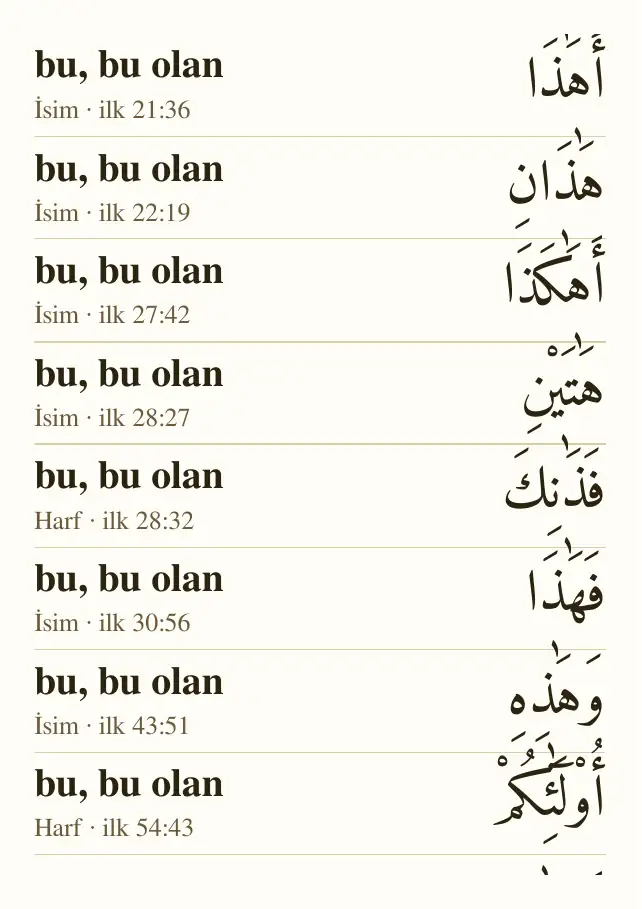 bu, bu olan أَهَٰذَا
İsim · ilk 21:36
bu, bu olan هَٰذَانِ
İsim · ilk 22:19
bu, bu olan أَهَٰكَذَا
İsim · ilk 27:42
bu, bu olan هَٰتَيْنِ
İsim · ilk 28:27
bu, bu olan فَذَٰنِكَ
Harf · ilk 28:32
bu, bu olan فَهَٰذَا
İsim · ilk 30:56
bu, bu olan وَهَٰذِهِ
İsim · ilk 43:51
bu, bu olan أُوْلَٰٓئِكُمْ
Harf · ilk 54:43